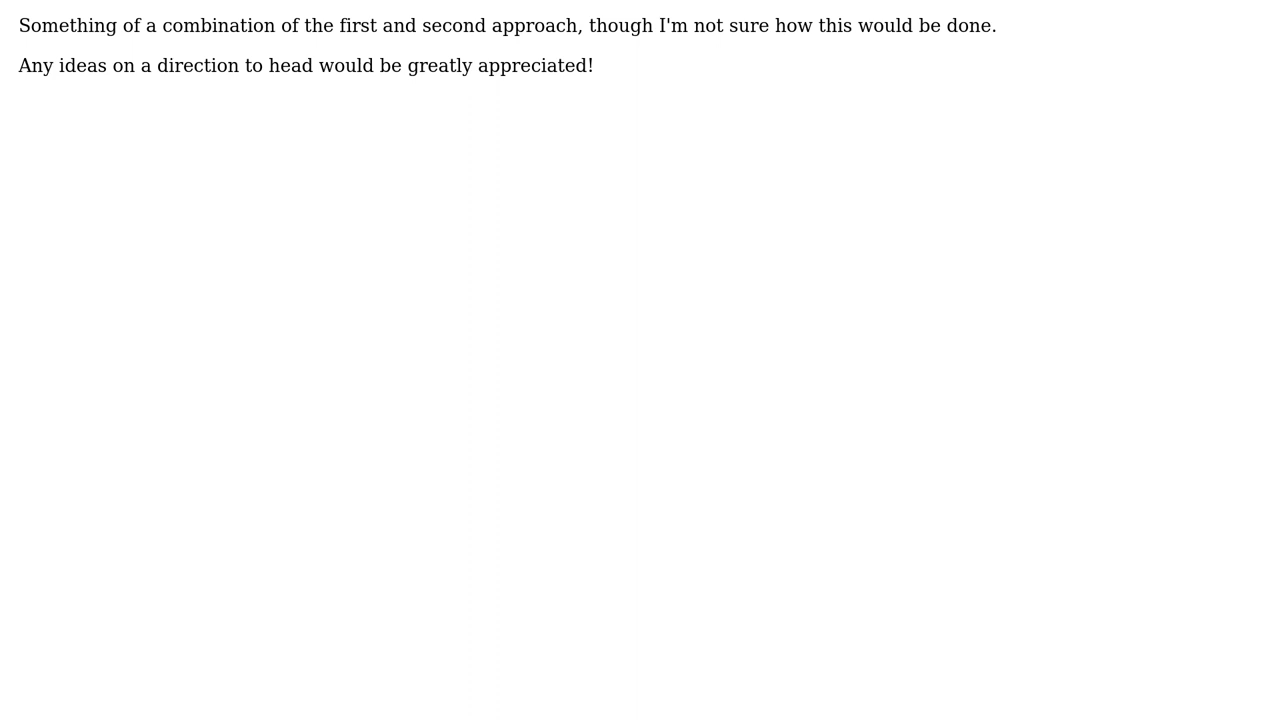 Something of a combination of the first and second approach, though I'm not sure how this would be done.
Any ideas on a direction to head would be greatly appreciated!